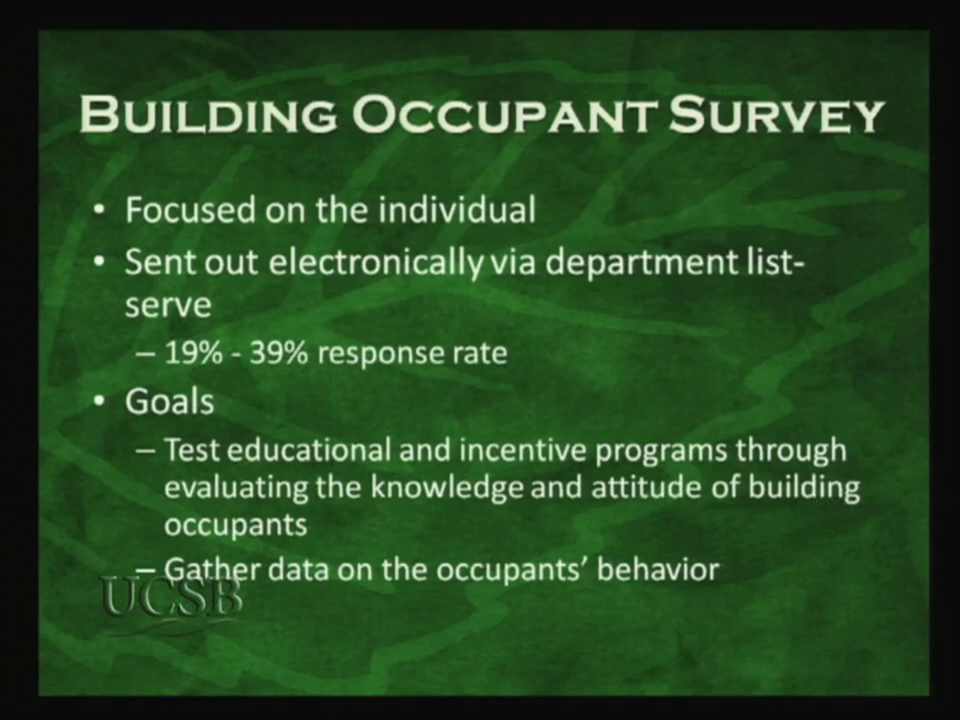 BUILDING OCCUPANT SURVEY
• Focused on the individual
• Sent out electronically via department list-
serve
– 19% - 39% response rate
• Goals
– Test educational and incentive programs through
evaluating the knowledge and attitude of building
occupants
– Gather data on the occupants’ behavior
UCSB